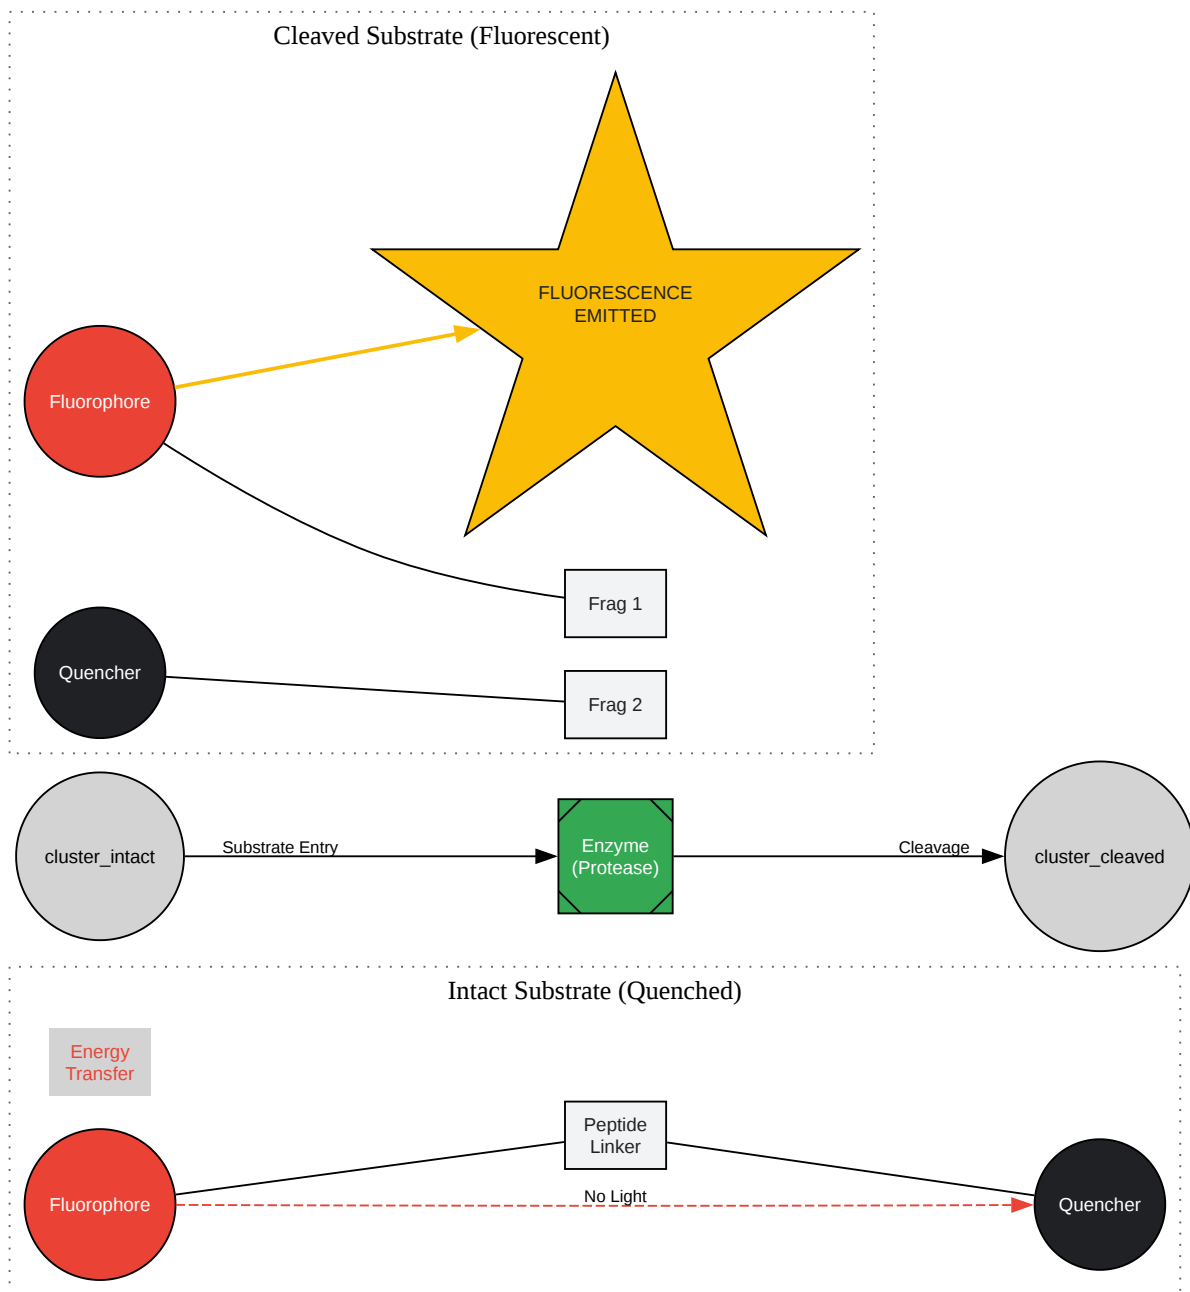 Cleaved Substrate (Fluorescent)
FLUORESCENCE
EMITTED
Fluorophore
Frag 1
Quencher
Frag 2
cluster_intact
Substrate Entry
Enzyme
(Protease)
Cleavage
cluster_cleaved
Intact Substrate (Quenched)
Energy
Transfer
Peptide
Linker
Fluorophore
No Light
Quencher